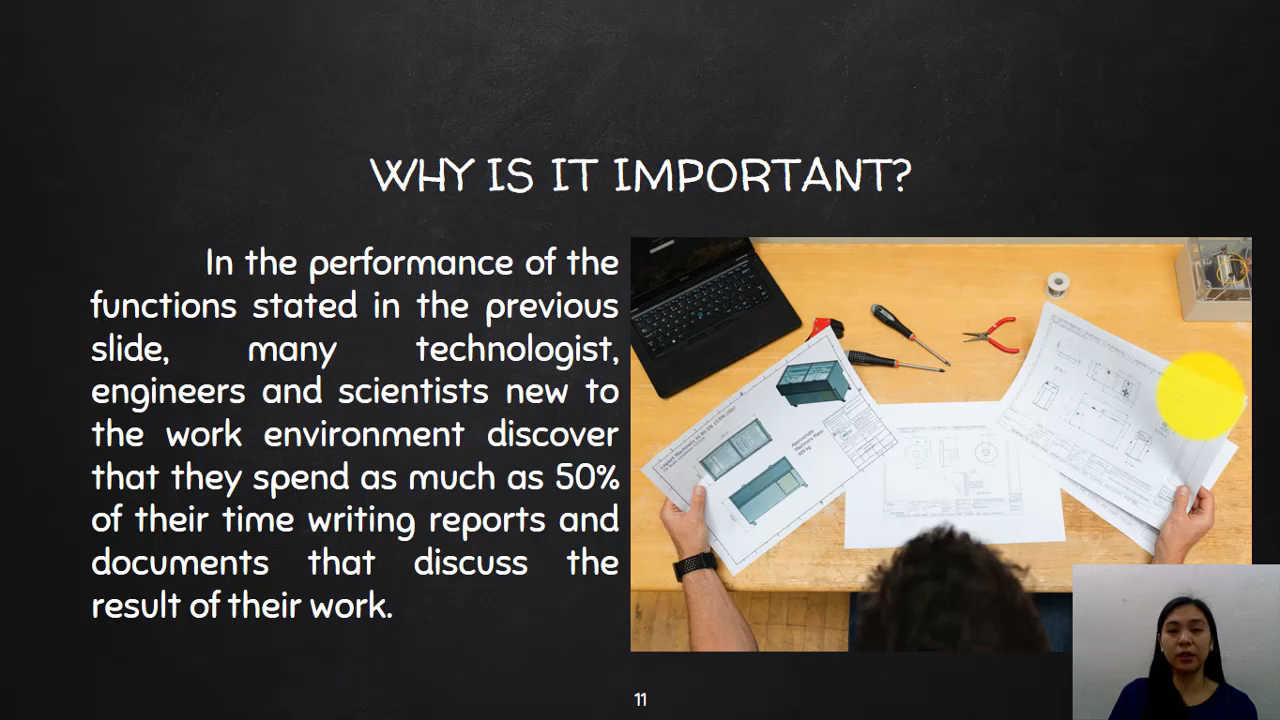 WHY IS IT IMPORTANT?
In the performance of the
functions stated in the previous
slide, many technologist,
engineers and scientists new to
the work environment discover
that they spend as much as 50%
of their time writing reports and
documents that discuss the
result of their work.
11